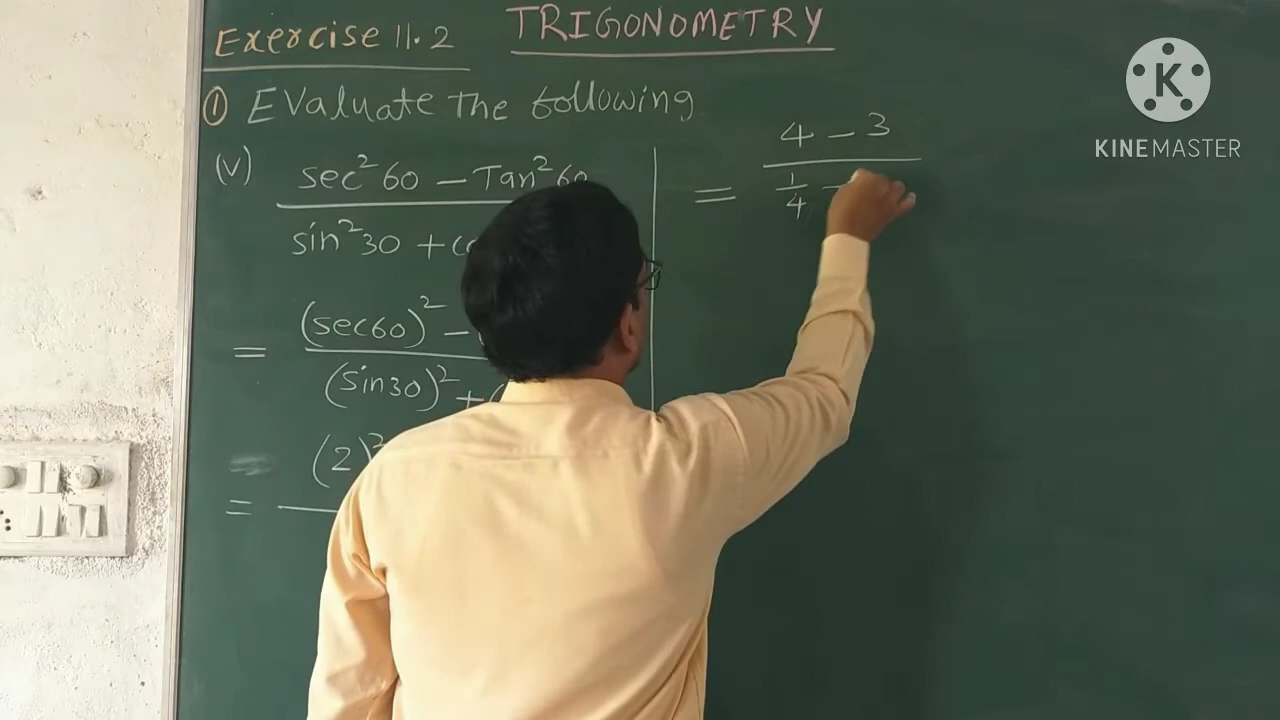 Exercise 11.2
TRIGONOMETRY
① Evaluate The following
(v)
sec²60 – Tan²60
sin²30 + co
= (sec60)² –
(sin30)² + (
= (2)²
= 4 – 3
1/4
K
KINEMASTER